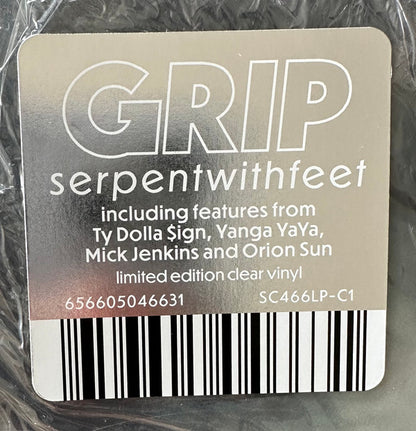 GRIP
serpentwithfeet
including features from
Ty Dolla $ign, Yanga YaYa,
Mick Jenkins and Orion Sun
limited edition clear vinyl
656605046631 SC466LP-C1